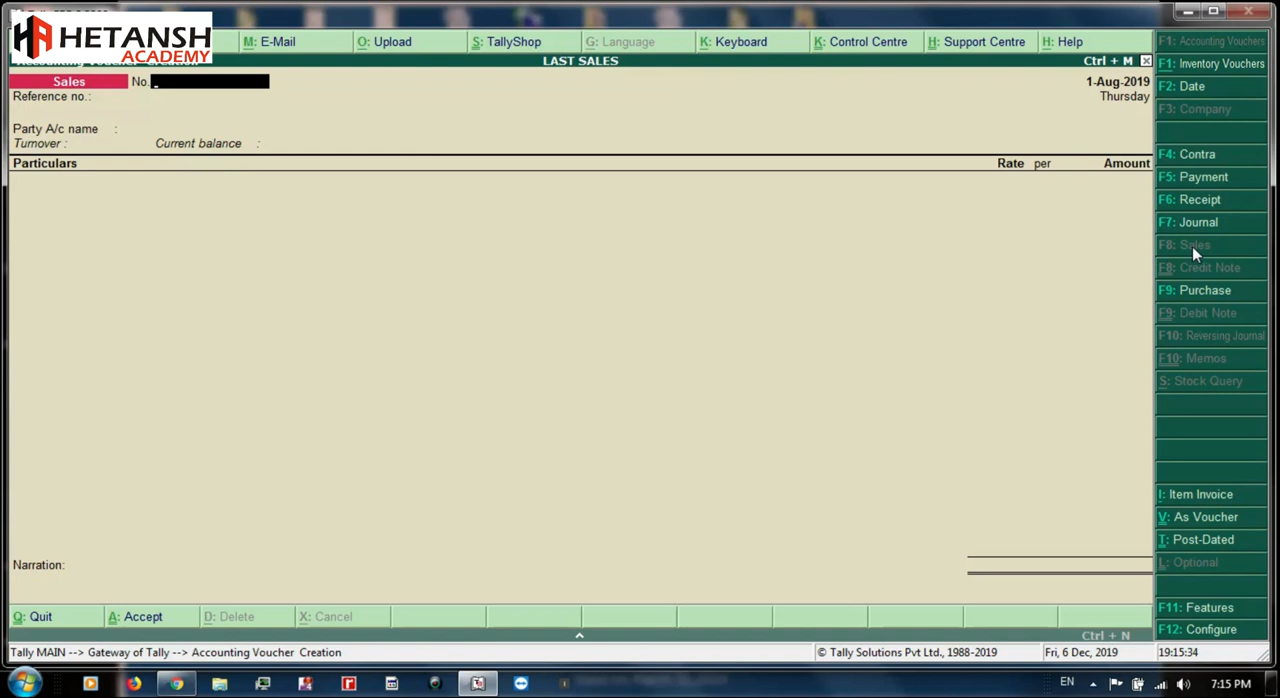 HETANSH
ACADEMY
M: E-Mail
O: Upload
S: TallyShop
G: Language
K: Keyboard
K: Control Centre
H: Support Centre
H: Help
F1: Accounting Vouchers
Accounting Voucher Creation
LAST SALES
Ctrl + M
F1: Inventory Vouchers
Sales
No.
1-Aug-2019
F2: Date
Reference no.:
Thursday
F3: Company
Party A/c name :
Turnover :
Current balance :
F4: Contra
Particulars
Rate per
Amount
F5: Payment
F6: Receipt
F7: Journal
F8: Sales
F8: Credit Note
F9: Purchase
F9: Debit Note
F10: Reversing Journal
F10: Memos
S: Stock Query
I: Item Invoice
V: As Voucher
T: Post-Dated
L: Optional
Narration:
F11: Features
F12: Configure
Q: Quit
A: Accept
D: Delete
X: Cancel
Ctrl + N
Tally MAIN --> Gateway of Tally --> Accounting Voucher Creation
© Tally Solutions Pvt Ltd., 1988-2019
Fri, 6 Dec, 2019
19:15:34
EN
7:15 PM